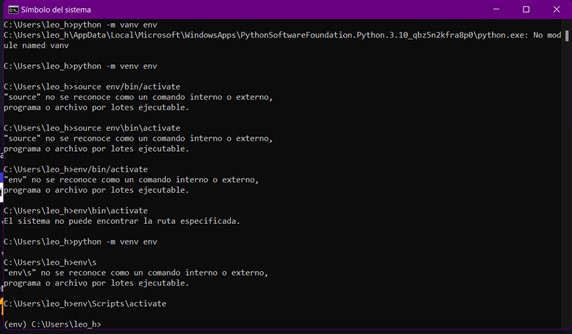 Símbolo del sistema
C:\Users\leo_h>python -m vanv env
C:\Users\leo_h\AppData\Local\Microsoft\WindowsApps\PythonSoftwareFoundation.Python.3.10_qbz5n2kfra8p0\python.exe: No mod
ule named vanv
C:\Users\leo_h>python -m venv env
C:\Users\leo_h>source env/bin/activate
"source" no se reconoce como un comando interno o externo,
programa o archivo por lotes ejecutable.
C:\Users\leo_h>source env\bin\activate
"source" no se reconoce como un comando interno o externo,
programa o archivo por lotes ejecutable.
C:\Users\leo_h>env/bin/activate
"env" no se reconoce como un comando interno o externo,
programa o archivo por lotes ejecutable.
C:\Users\leo_h>env\bin\activate
El sistema no puede encontrar la ruta especificada.
C:\Users\leo_h>python -m venv env
C:\Users\leo_h>env\s
"env\s" no se reconoce como un comando interno o externo,
programa o archivo por lotes ejecutable.
C:\Users\leo_h>env\Scripts\activate
(env) C:\Users\leo_h>